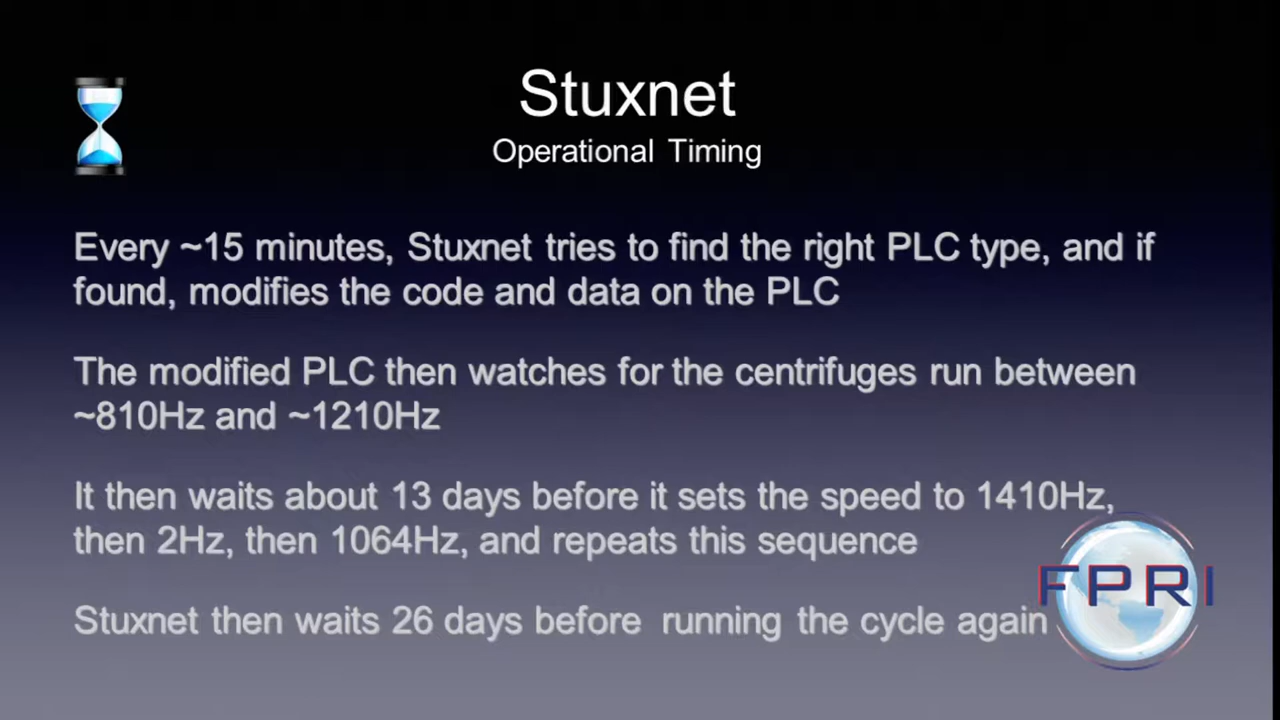 Stuxnet
Operational Timing
Every ~15 minutes, Stuxnet tries to find the right PLC type, and if
found, modifies the code and data on the PLC
The modified PLC then watches for the centrifuges run between
~810Hz and ~1210Hz
It then waits about 13 days before it sets the speed to 1410Hz,
then 2Hz, then 1064Hz, and repeats this sequence
Stuxnet then waits 26 days before running the cycle again
FPRI